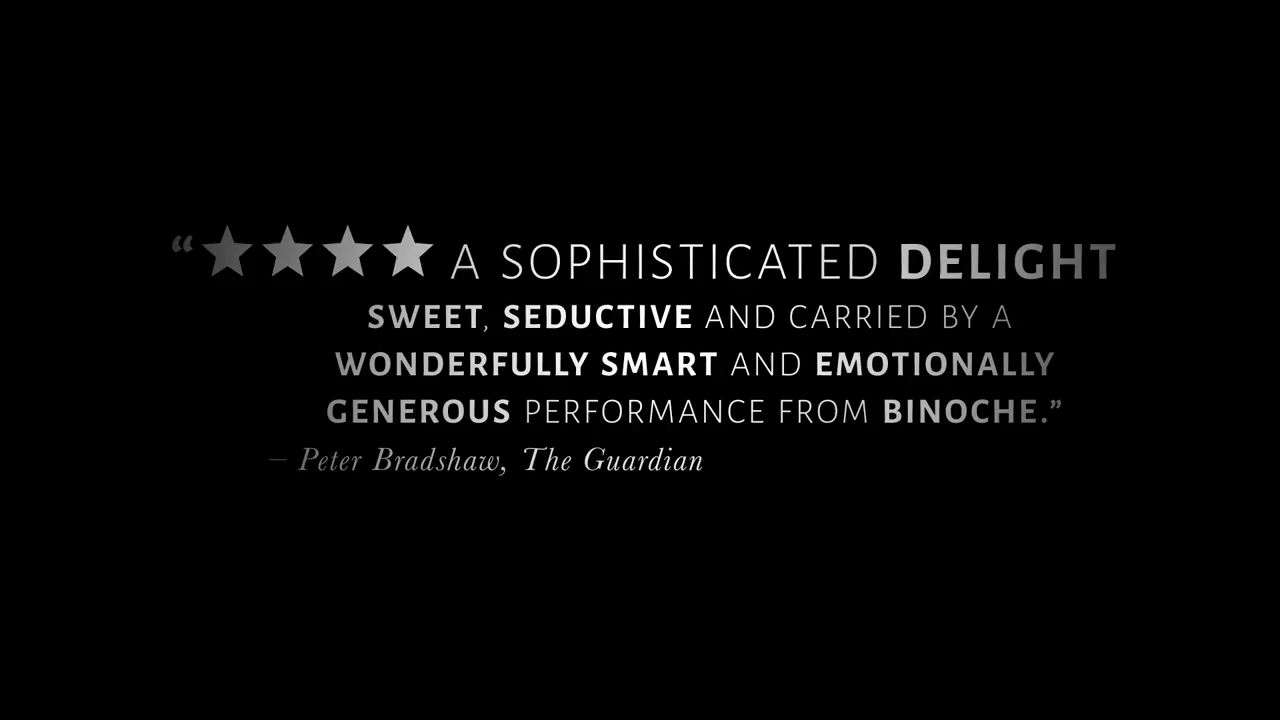 “★★★★ A SOPHISTICATED DELIGHT
SWEET, SEDUCTIVE AND CARRIED BY A
WONDERFULLY SMART AND EMOTIONALLY
GENEROUS PERFORMANCE FROM BINOCHE.”
– Peter Bradshaw, The Guardian